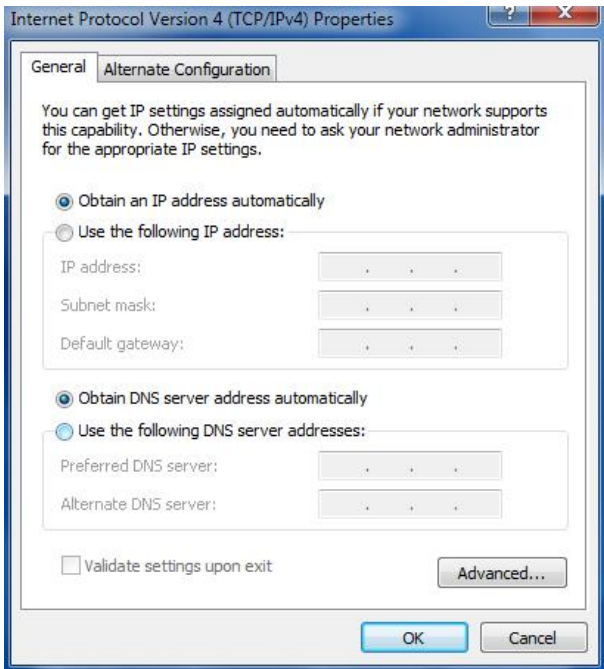 Internet Protocol Version 4 (TCP/IPv4) Properties
General
Alternate Configuration
You can get IP settings assigned automatically if your network supports
this capability. Otherwise, you need to ask your network administrator
for the appropriate IP settings.
Obtain an IP address automatically
Use the following IP address:
IP address:
Subnet mask:
Default gateway:
Obtain DNS server address automatically
Use the following DNS server addresses:
Preferred DNS server:
Alternate DNS server:
Validate settings upon exit
Advanced...
OK
Cancel